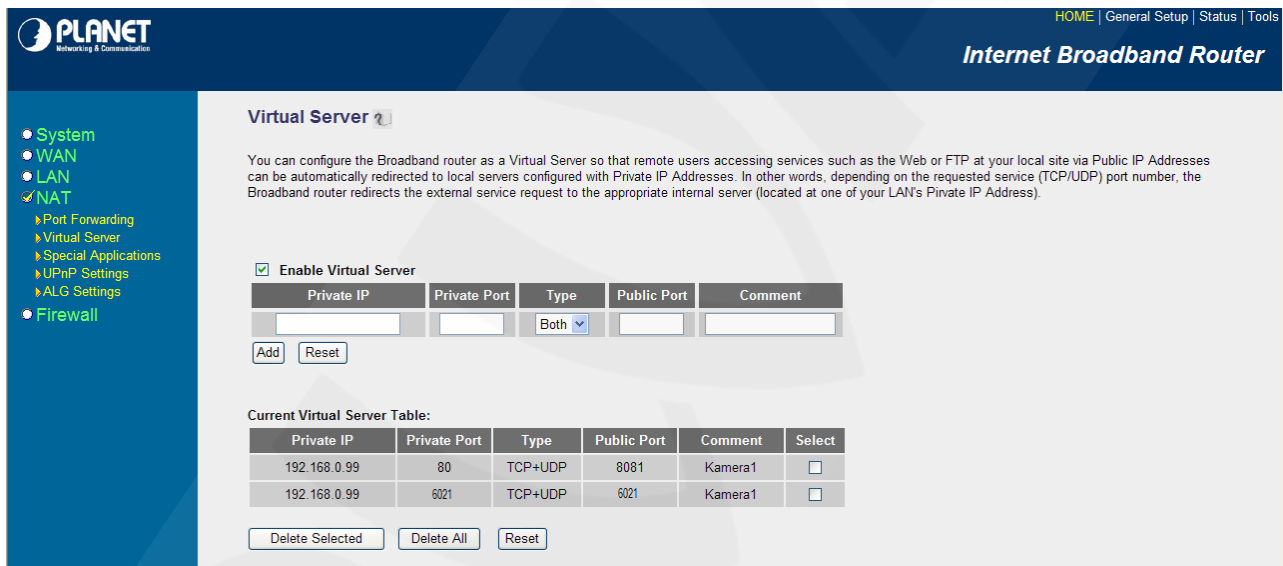 PLANET
Networking & Communication
HOME | General Setup | Status | Tools
Internet Broadband Router
System
WAN
LAN
NAT
Port Forwarding
Virtual Server
Special Applications
UPnP Settings
ALG Settings
Firewall
Virtual Server
You can configure the Broadband router as a Virtual Server so that remote users accessing services such as the Web or FTP at your local site via Public IP Addresses
can be automatically redirected to local servers configured with Private IP Addresses. In other words, depending on the requested service (TCP/UDP) port number, the
Broadband router redirects the external service request to the appropriate internal server (located at one of your LAN's Private IP Address).
Enable Virtual Server
Private IP Private Port Type Public Port Comment
Both
Add Reset
Current Virtual Server Table:
Private IP Private Port Type Public Port Comment Select
192.168.0.99 80 TCP+UDP 8081 Kamera1
192.168.0.99 6021 TCP+UDP 6021 Kamera1
Delete Selected Delete All Reset